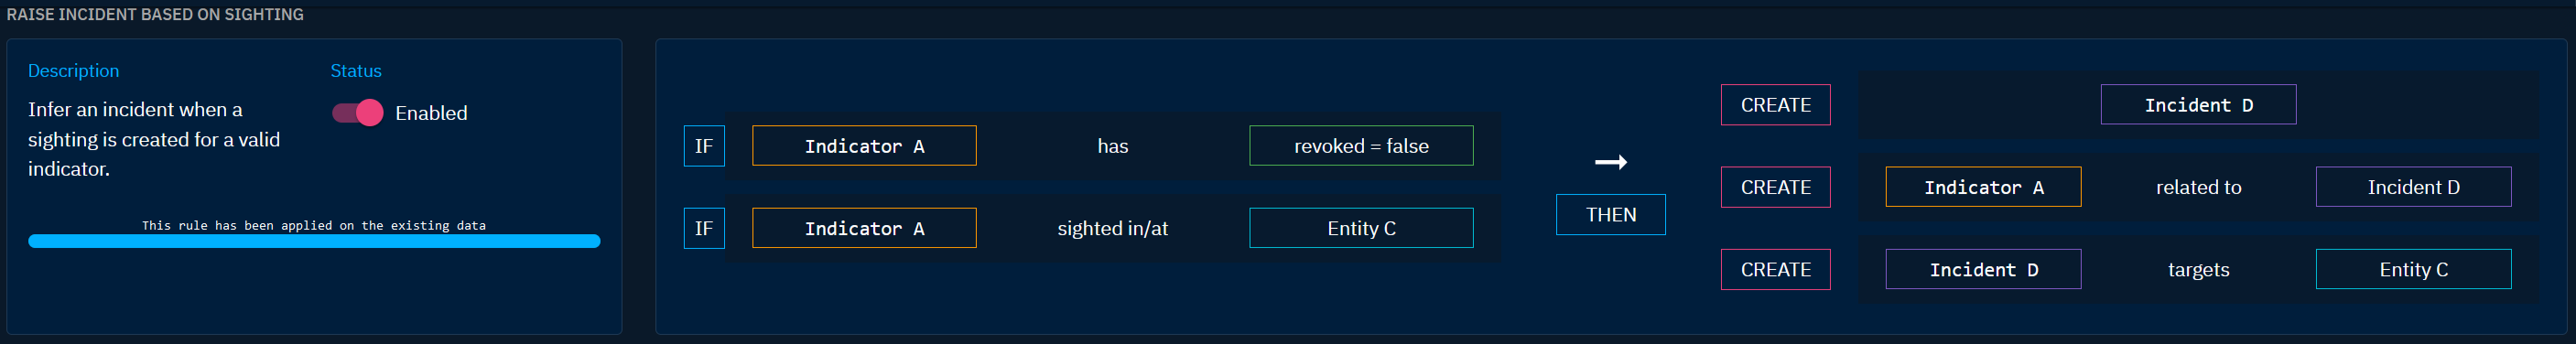 RAISE INCIDENT BASED ON SIGHTING
Description
Infer an incident when a
sighting is created for a valid
indicator.
Status
Enabled
This rule has been applied on the existing data
IF Indicator A has revoked = false
IF Indicator A sighted in/at Entity C
THEN
CREATE Incident D
CREATE Indicator A related to Incident D
CREATE Incident D targets Entity C